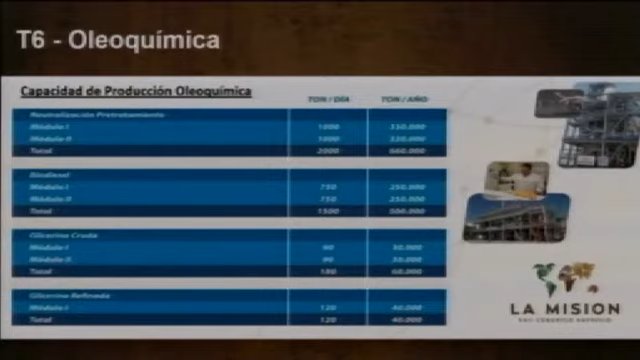 T6 - Oleoquímica
Capacidad de Producción Oleoquímica TON / DÍA TON / AÑO
Neutralización Pretratamiento
Módulo I 1000 330.000
Módulo II 1000 330.000
Total 2000 660.000
Biodiesel
Módulo I 750 250.000
Módulo II 750 250.000
Total 1500 500.000
Glicerina Cruda
Módulo I 90 30.000
Módulo II 90 30.000
Total 180 60.000
Glicerina Refinada
Módulo I 120 40.000
Total 120 40.000
LA MISION
CONGRESO